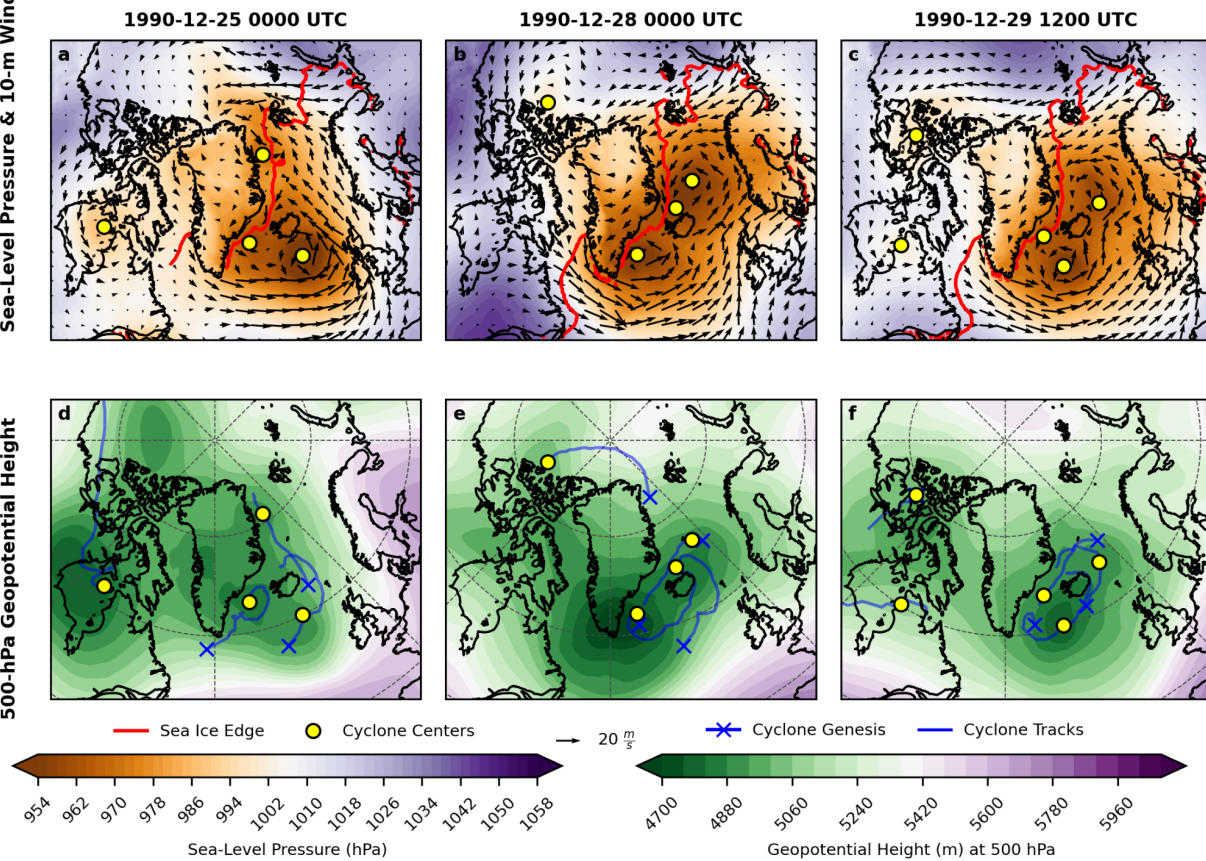 1990-12-25 0000 UTC
1990-12-28 0000 UTC
1990-12-29 1200 UTC
Sea-Level Pressure & 10-m Wind
a
b
c
500-hPa Geopotential Height
d
e
f
Sea Ice Edge
Cyclone Centers
20 m/s
Cyclone Genesis
Cyclone Tracks
954 962 970 978 986 994 1002 1010 1018 1026 1034 1042 1050 1058
Sea-Level Pressure (hPa)
4700 4880 5060 5240 5420 5600 5780 5960
Geopotential Height (m) at 500 hPa